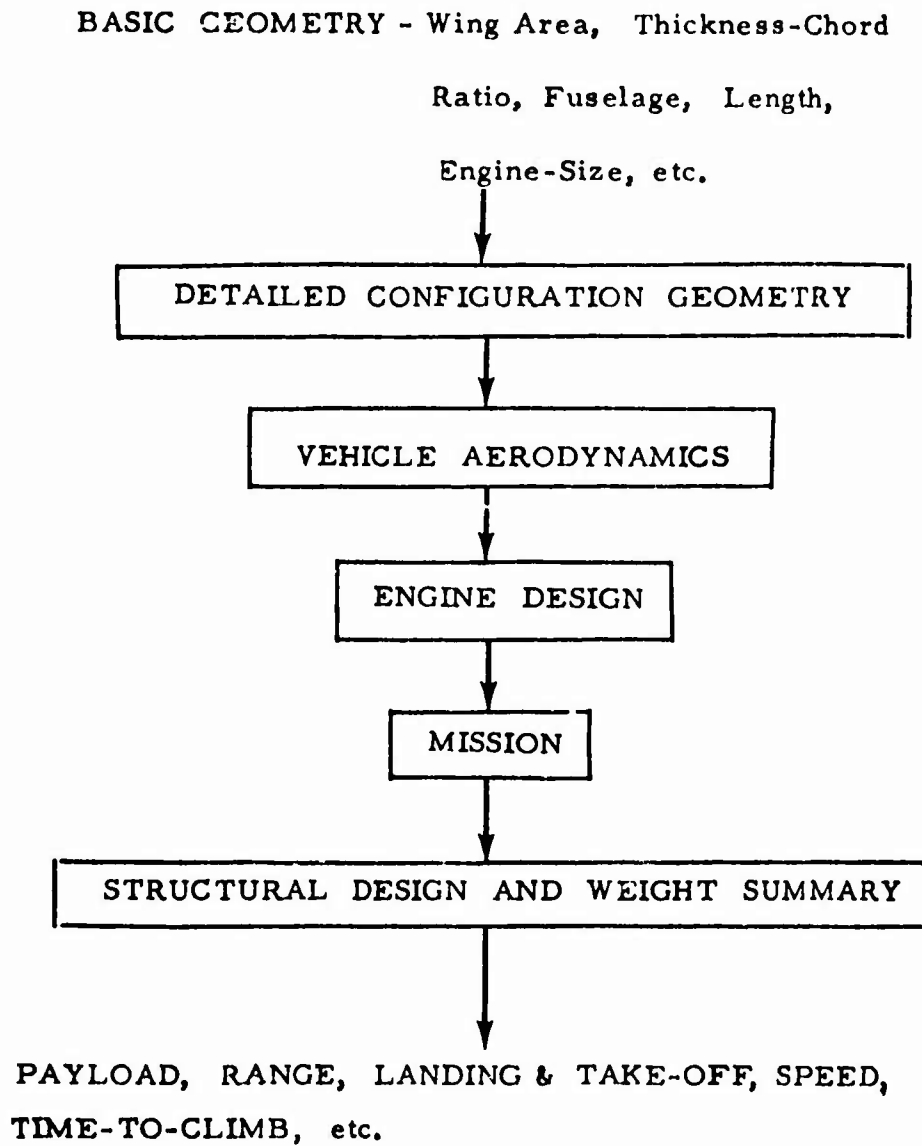 BASIC GEOMETRY - Wing Area, Thickness-Chord
Ratio, Fuselage, Length,
Engine-Size, etc.
DETAILED CONFIGURATION GEOMETRY
VEHICLE AERODYNAMICS
ENGINE DESIGN
MISSION
STRUCTURAL DESIGN AND WEIGHT SUMMARY
PAYLOAD, RANGE, LANDING & TAKE-OFF, SPEED,
TIME-TO-CLIMB, etc.